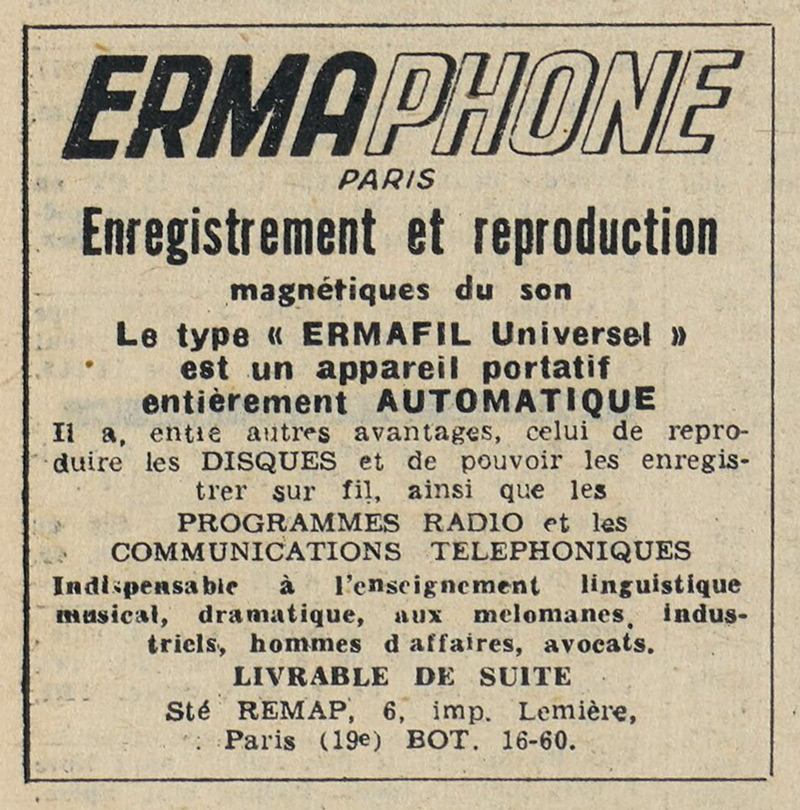 ERMAPHONE
PARIS
Enregistrement et reproduction
magnétiques du son
Le type « ERMAFIL Universel »
est un appareil portatif
entièrement AUTOMATIQUE
Il a, entre autres avantages, celui de repro-
duire les DISQUES et de pouvoir les enregis-
trer sur fil, ainsi que les
PROGRAMMES RADIO et les
COMMUNICATIONS TELEPHONIQUES
Indispensable à l'enseignement linguistique
musical, dramatique, aux melomanes, indus-
triels, hommes d affaires, avocats.
LIVRABLE DE SUITE
Sté REMAP, 6, imp. Lemière,
Paris (19e) BOT. 16-60.